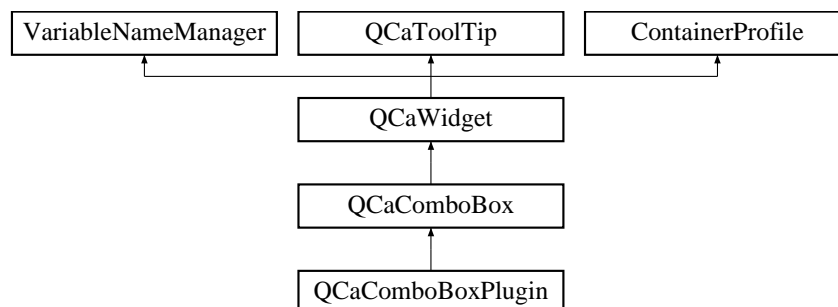 VariableNameManager
QCaToolTip
ContainerProfile
QCaWidget
QCaComboBox
QCaComboBoxPlugin